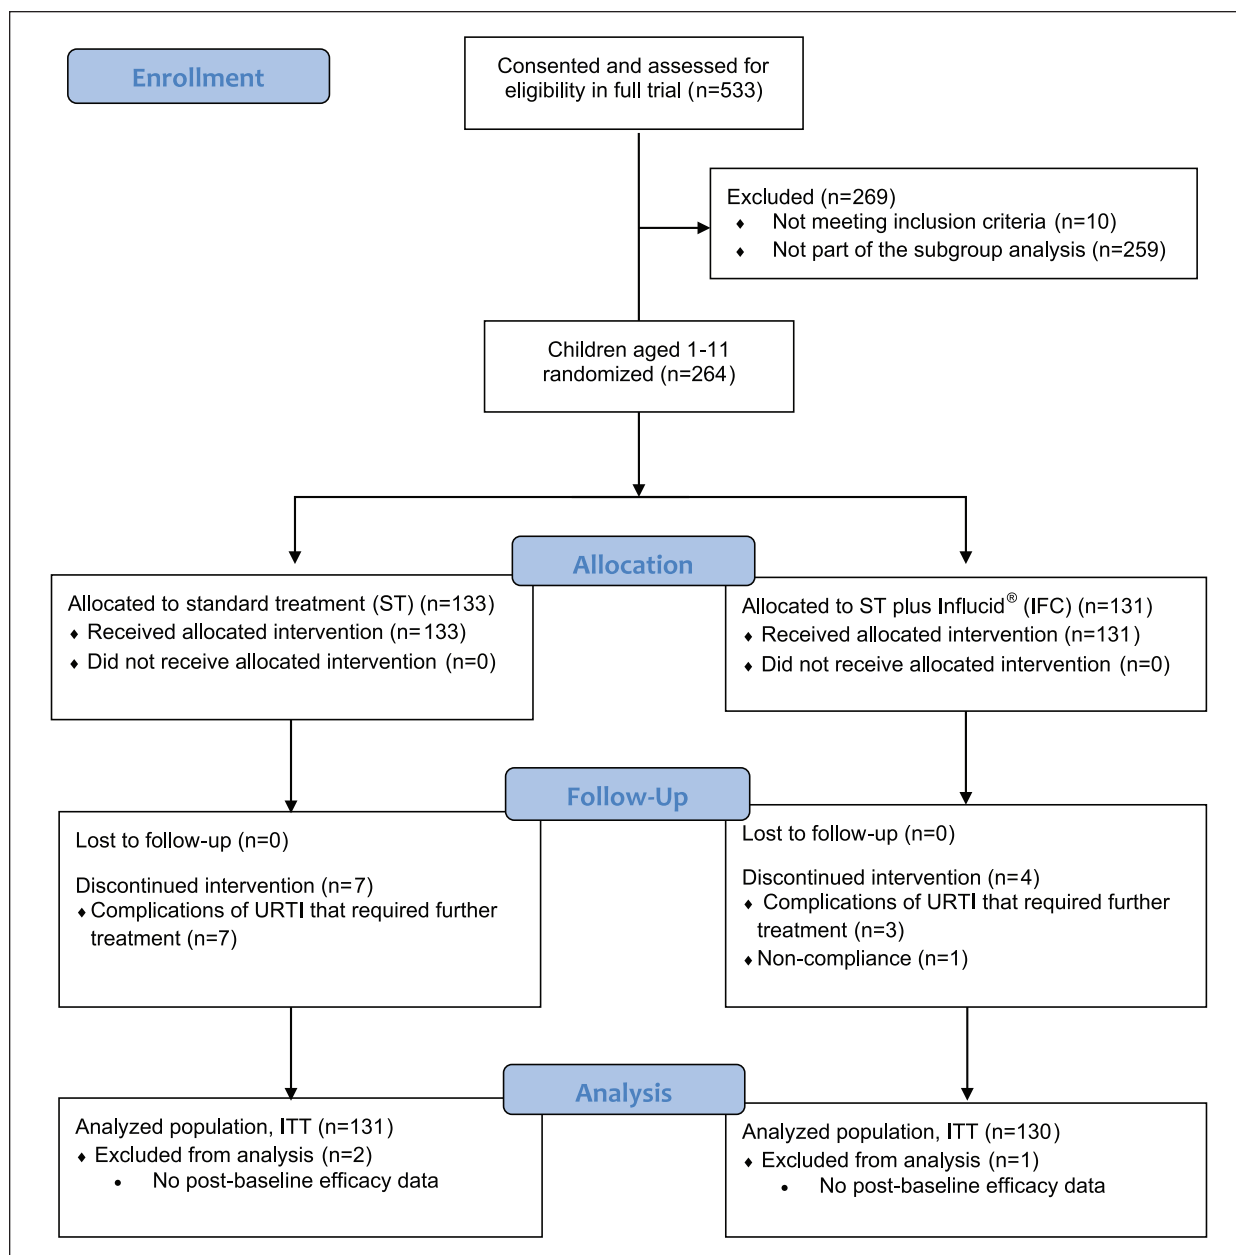 Enrollment
Consented and assessed for
eligibility in full trial (n=533)
Excluded (n=269)
♦ Not meeting inclusion criteria (n=10)
♦ Not part of the subgroup analysis (n=259)
Children aged 1-11
randomized (n=264)
Allocation
Allocated to standard treatment (ST) (n=133)
♦ Received allocated intervention (n=133)
♦ Did not receive allocated intervention (n=0)
Allocated to ST plus Influcid® (IFC) (n=131)
♦ Received allocated intervention (n=131)
♦ Did not receive allocated intervention (n=0)
Follow-Up
Lost to follow-up (n=0)
Discontinued intervention (n=7)
♦ Complications of URTI that required further
treatment (n=7)
Lost to follow-up (n=0)
Discontinued intervention (n=4)
♦ Complications of URTI that required further
treatment (n=3)
♦ Non-compliance (n=1)
Analysis
Analyzed population, ITT (n=131)
♦ Excluded from analysis (n=2)
• No post-baseline efficacy data
Analyzed population, ITT (n=130)
♦ Excluded from analysis (n=1)
• No post-baseline efficacy data